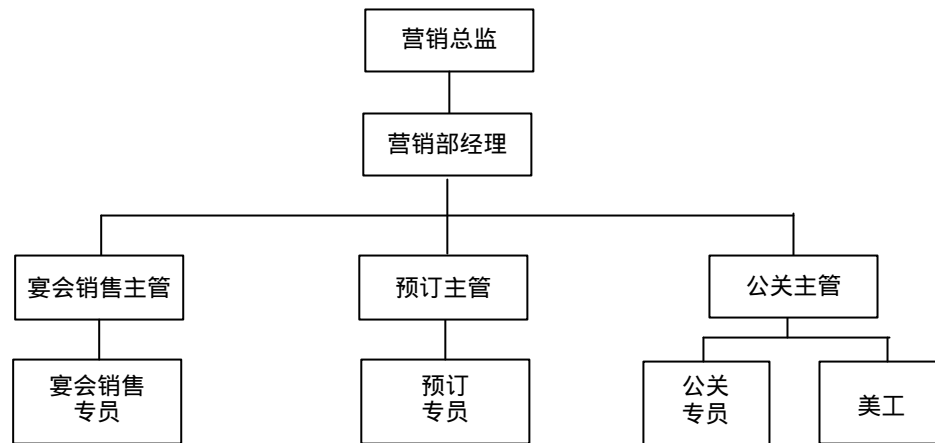 营销总监
营销部经理
宴会销售主管
预订主管
公关主管
宴会销售
专员
预订
专员
公关
专员
美工